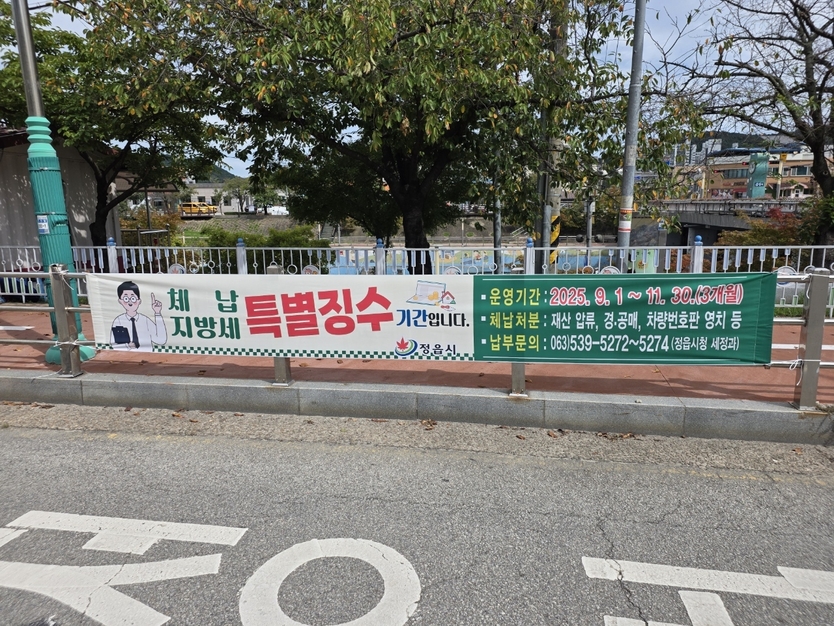 체 납
지방세
특별징수
기간입니다.
정읍시
▪ 운영기간 : 2025. 9. 1 ~ 11. 30.(3개월)
▪ 체납처분 : 재산 압류, 경·공매, 차량번호판 영치 등
▪ 납부문의 : 063)539-5272~5274 (정읍시청 세정과)